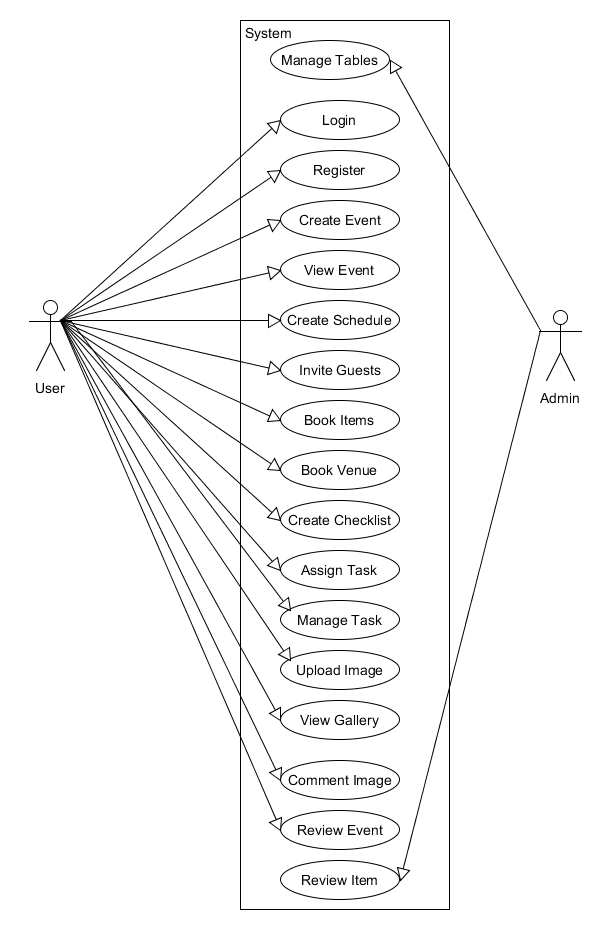 System
Manage Tables
Login
Register
Create Event
View Event
Create Schedule
Invite Guests
Book Items
Book Venue
Create Checklist
Assign Task
Manage Task
Upload Image
View Gallery
Comment Image
Review Event
Review Item
User
Admin